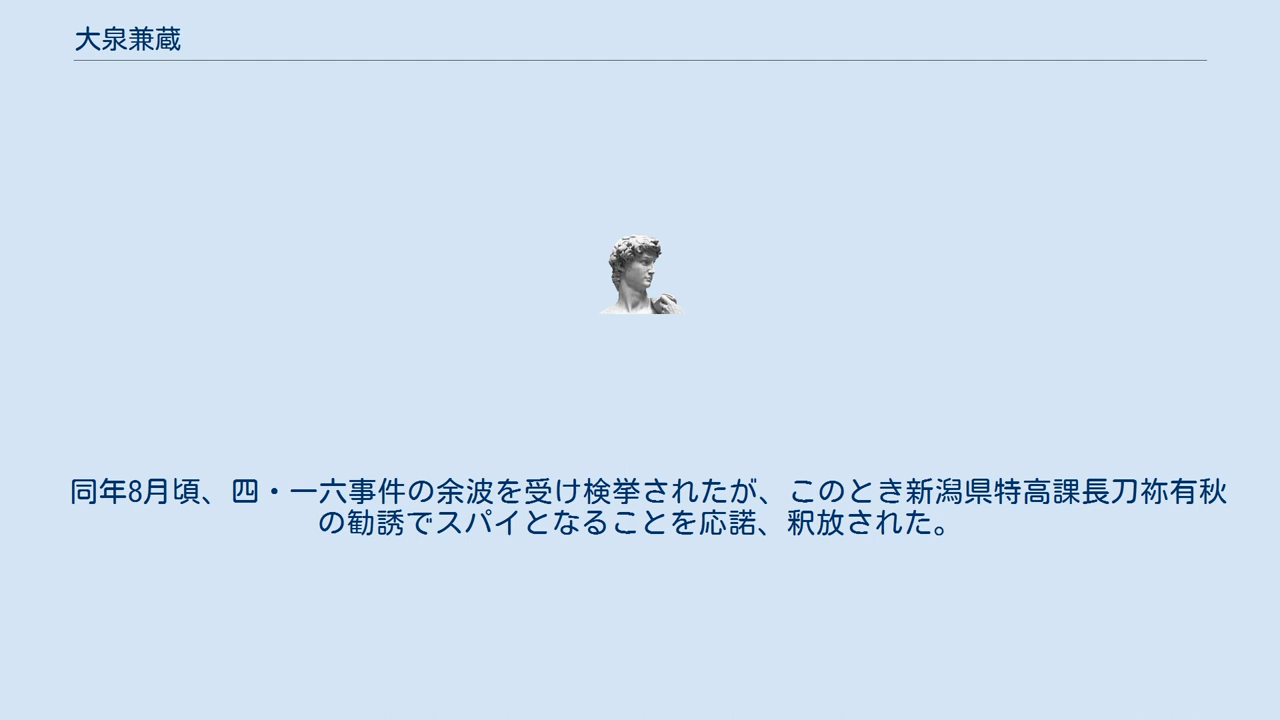 大泉兼蔵
同年8月頃、四・一六事件の余波を受け検挙されたが、このとき新潟県特高課長刀祢有秋
の勧誘でスパイとなることを応諾、釈放された。